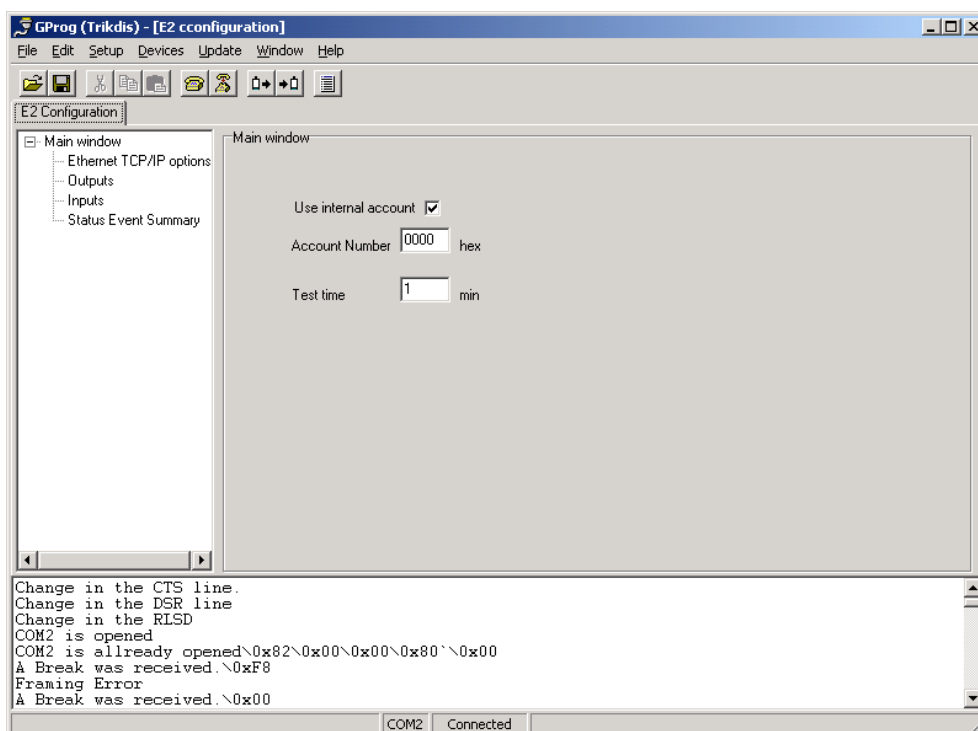 GProg (Trikdis) - [E2 cconfiguration]
File Edit Setup Devices Update Window Help
E2 Configuration
Main window
Ethernet TCP/IP options
Outputs
Inputs
Status Event Summary
Main window
Use internal account
Account Number 0000 hex
Test time 1 min
Change in the CTS line.
Change in the DSR line
Change in the RLSD
COM2 is opened
COM2 is allready opened\0x82\0x00\0x00\0x80`\0x00
A Break was received.\0xF8
Framing Error
A Break was received.\0x00
COM2 Connected